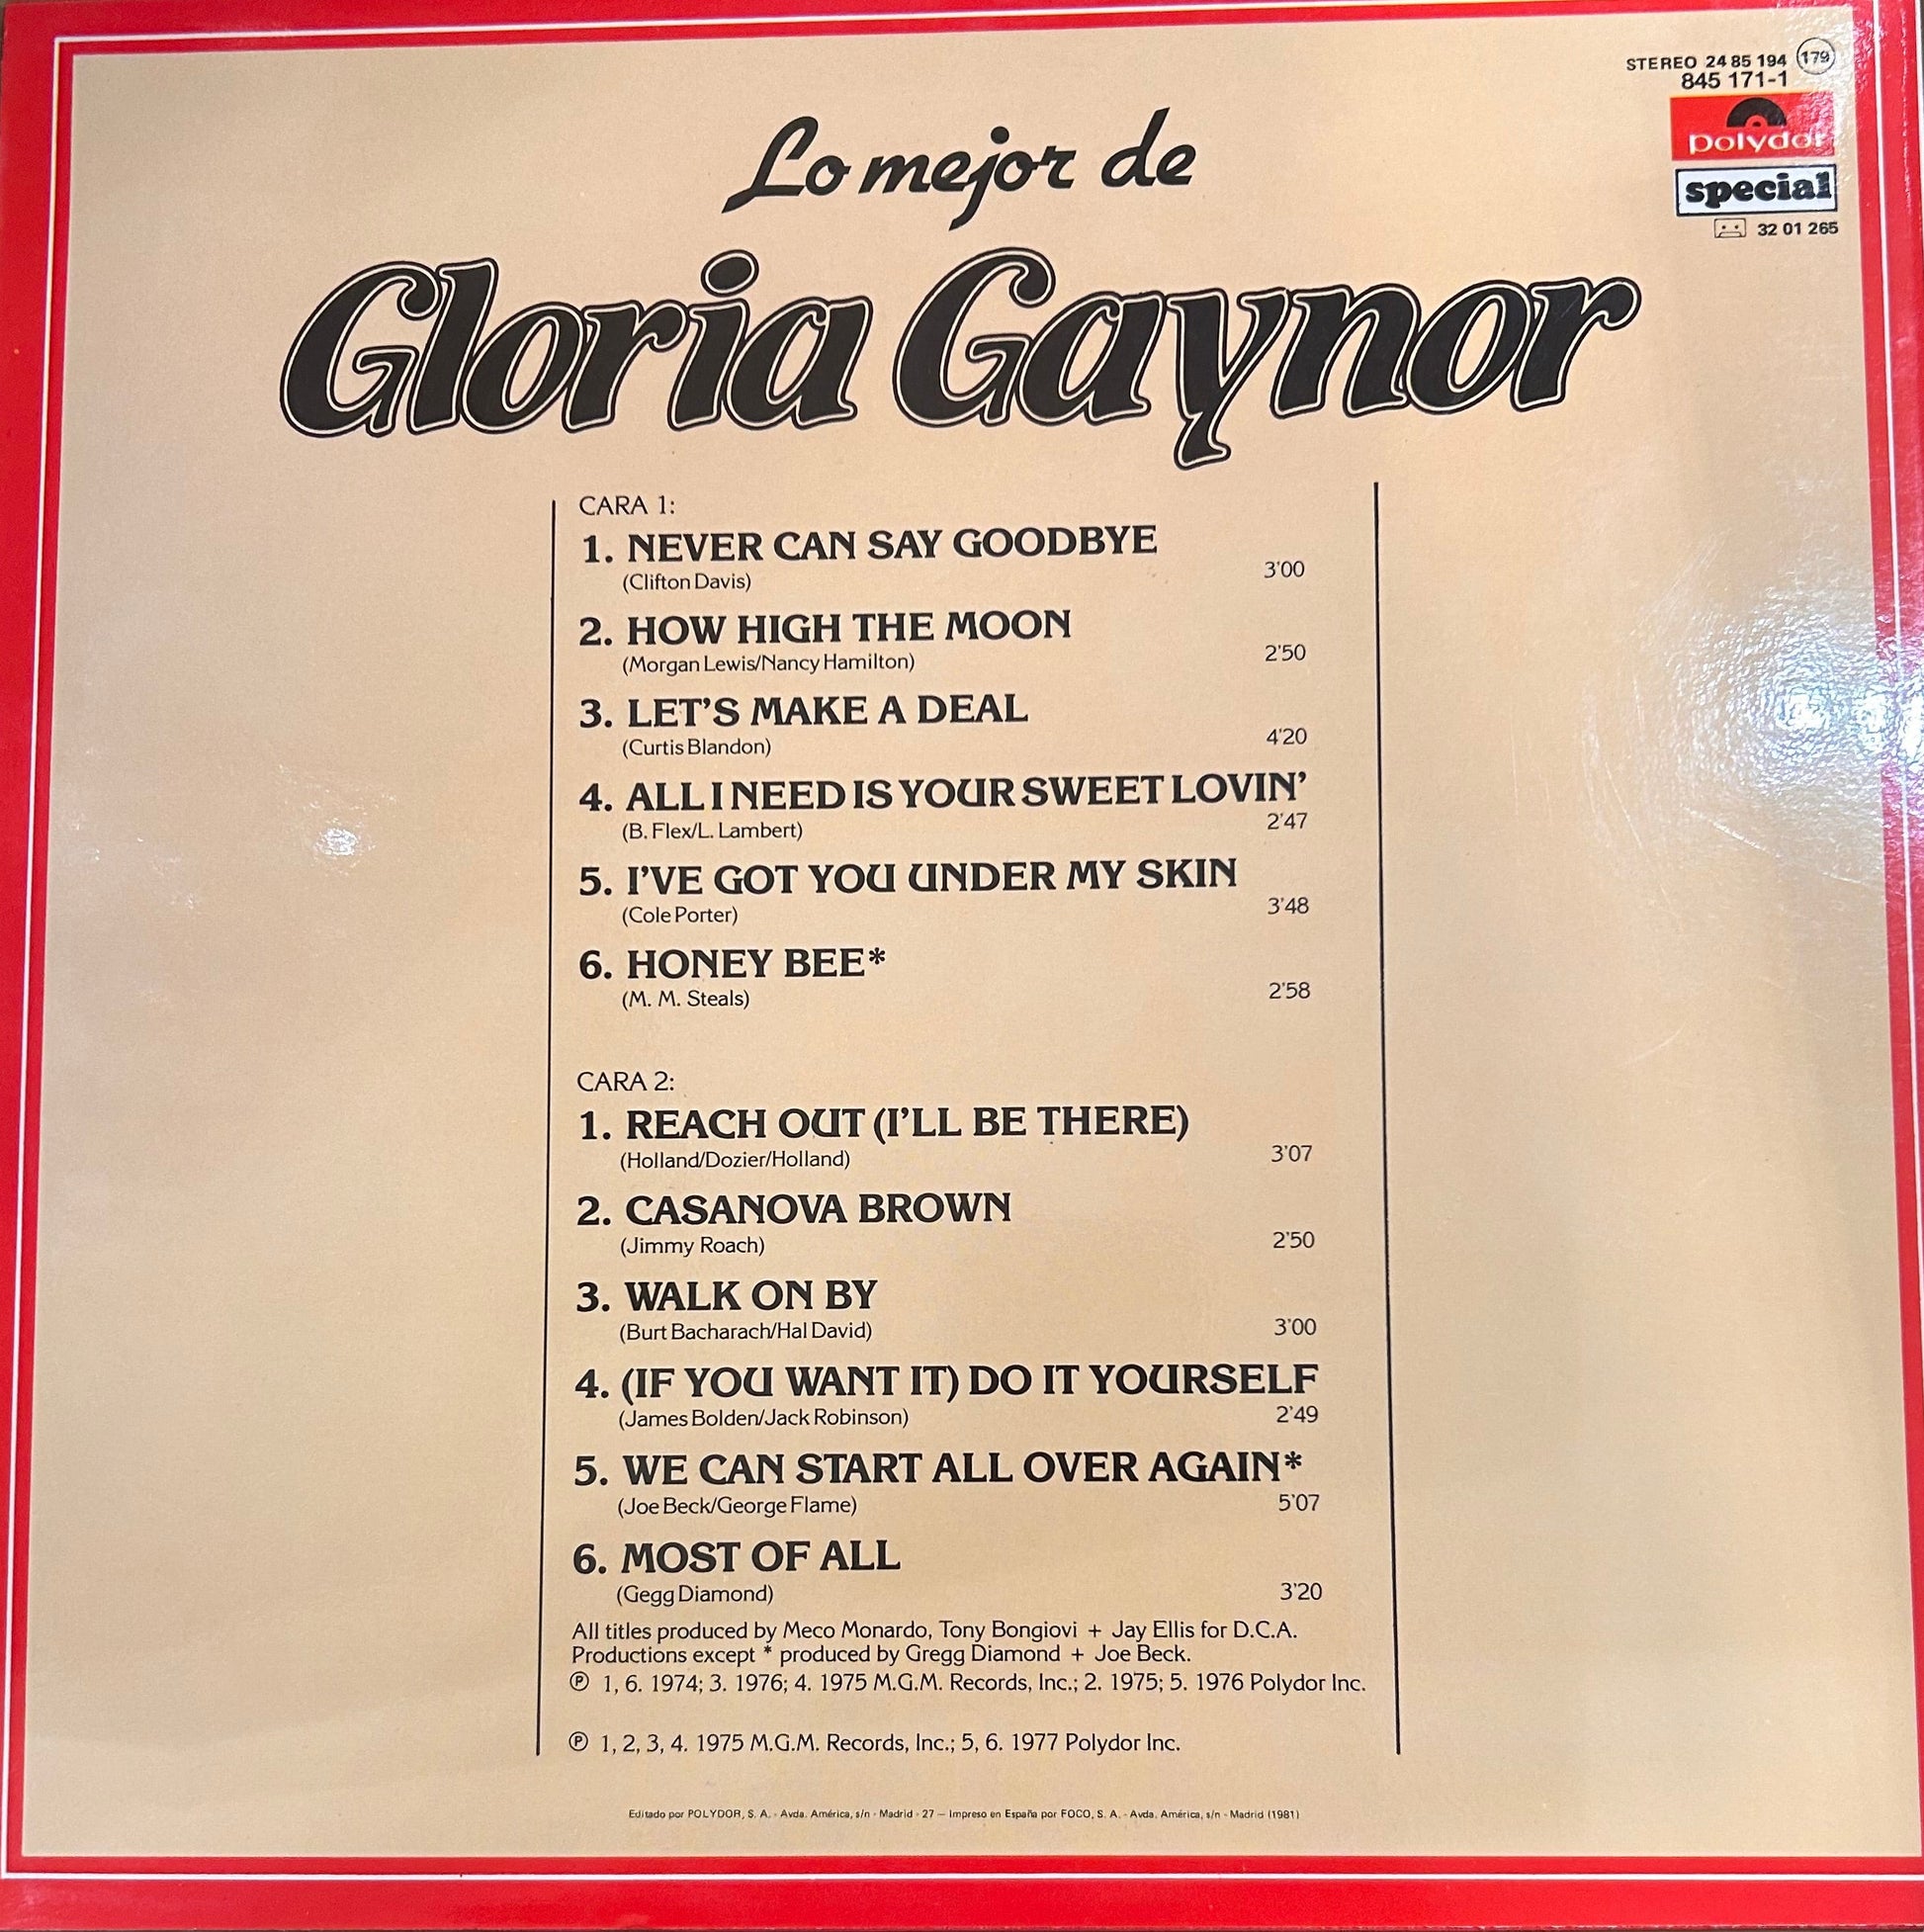 STEREO 24 85 194 179
845 171-1
polydor
special
32 01 265
Lo mejor de
Gloria Gaynor
CARA 1:
1. NEVER CAN SAY GOODBYE
(Clifton Davis) 3'00
2. HOW HIGH THE MOON
(Morgan Lewis/Nancy Hamilton) 2'50
3. LET'S MAKE A DEAL
(Curtis Blandon) 4'20
4. ALL I NEED IS YOUR SWEET LOVIN'
(B. Flex/L. Lambert) 2'47
5. I'VE GOT YOU UNDER MY SKIN
(Cole Porter) 3'48
6. HONEY BEE*
(M. M. Steals) 2'58
CARA 2:
1. REACH OUT (I'LL BE THERE)
(Holland/Dozier/Holland) 3'07
2. CASANOVA BROWN
(Jimmy Roach) 2'50
3. WALK ON BY
(Burt Bacharach/Hal David) 3'00
4. (IF YOU WANT IT) DO IT YOURSELF
(James Bolden/Jack Robinson) 2'49
5. WE CAN START ALL OVER AGAIN*
(Joe Beck/George Flame) 5'07
6. MOST OF ALL
(Gegg Diamond) 3'20
All titles produced by Meco Monardo, Tony Bongiovi + Jay Ellis for D.C.A.
Productions except * produced by Gregg Diamond + Joe Beck.
℗ 1, 6. 1974; 3. 1976; 4. 1975 M.G.M. Records, Inc.; 2. 1975; 5. 1976 Polydor Inc.
℗ 1, 2, 3, 4. 1975 M.G.M. Records, Inc.; 5, 6. 1977 Polydor Inc.
Editado por POLYDOR, S. A. - Avda. América, s/n - Madrid - 27 — Impreso en España por FOCO, S. A. - Avda. América, s/n - Madrid (1981)